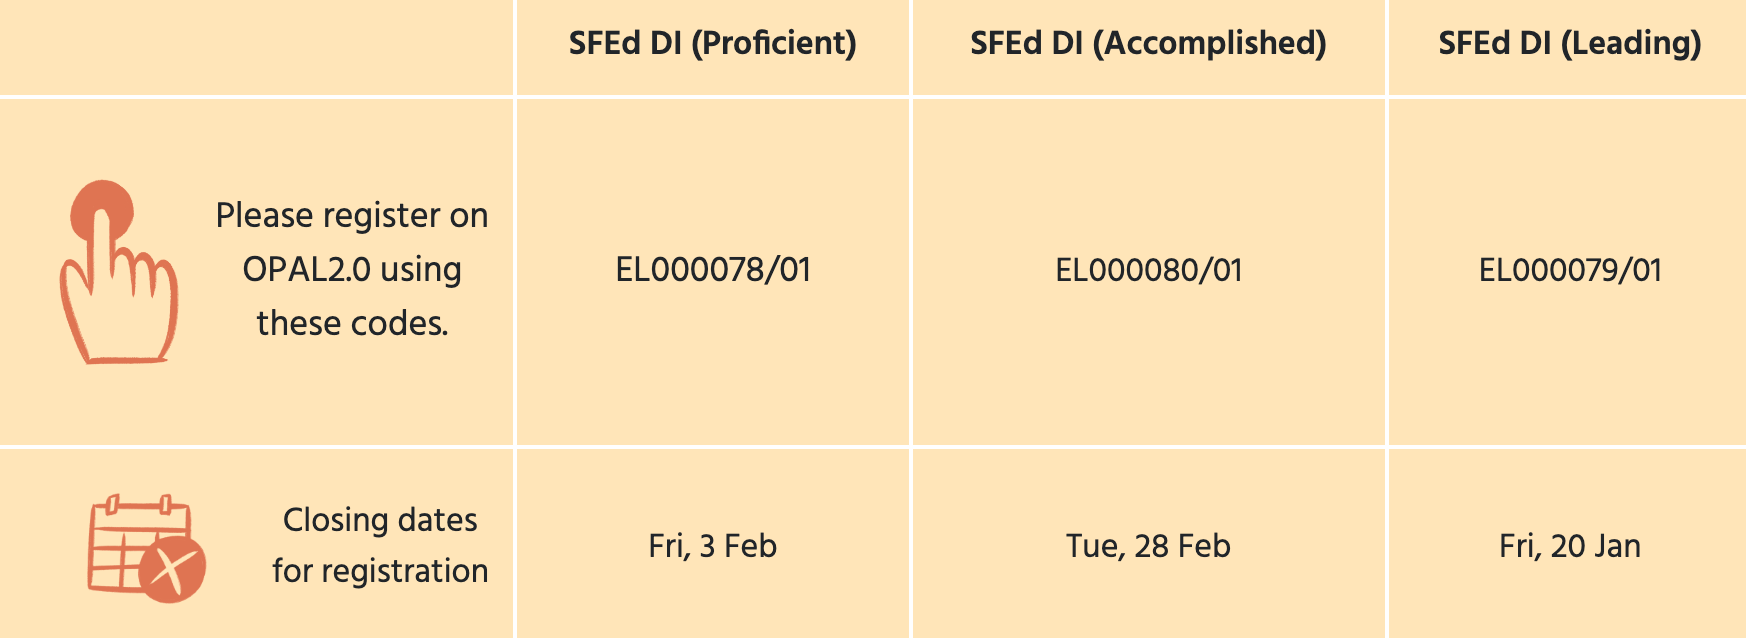 SFEd DI (Proficient)
SFEd DI (Accomplished)
SFEd DI (Leading)
Please register on
OPAL2.0 using
these codes.
EL000078/01
EL000080/01
EL000079/01
Closing dates
for registration
Fri, 3 Feb
Tue, 28 Feb
Fri, 20 Jan